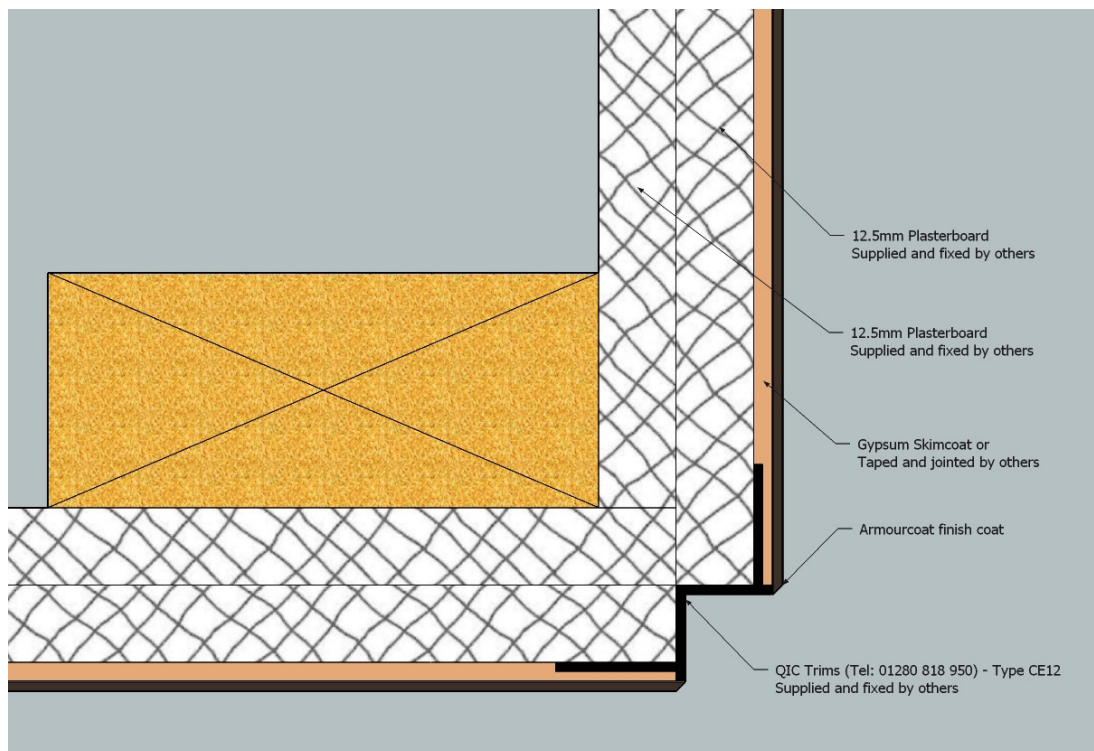 12.5mm Plasterboard
Supplied and fixed by others
12.5mm Plasterboard
Supplied and fixed by others
Gypsum Skimcoat or
Taped and jointed by others
Armourcoat finish coat
QIC Trims (Tel: 01280 818 950) - Type CE12
Supplied and fixed by others